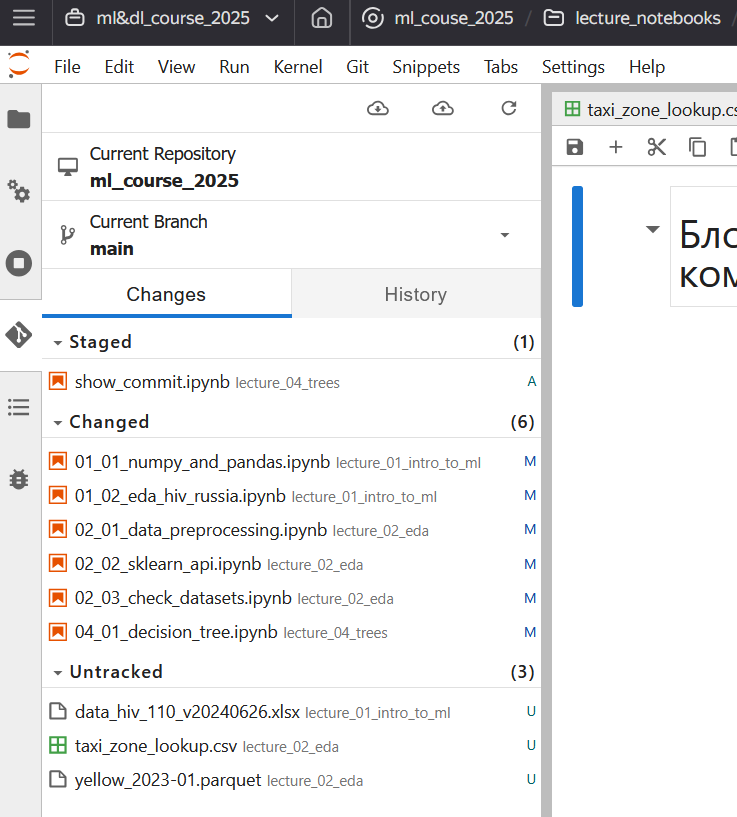 ml&dl_course_2025 ml_couse_2025 / lecture_notebooks /
File Edit View Run Kernel Git Snippets Tabs Settings Help
taxi_zone_lookup.cs
Current Repository
ml_course_2025
Current Branch
main
Бло
ком
Changes History
Staged (1)
show_commit.ipynb lecture_04_trees A
Changed (6)
01_01_numpy_and_pandas.ipynb lecture_01_intro_to_ml M
01_02_eda_hiv_russia.ipynb lecture_01_intro_to_ml M
02_01_data_preprocessing.ipynb lecture_02_eda M
02_02_sklearn_api.ipynb lecture_02_eda M
02_03_check_datasets.ipynb lecture_02_eda M
04_01_decision_tree.ipynb lecture_04_trees M
Untracked (3)
data_hiv_110_v20240626.xlsx lecture_01_intro_to_ml U
taxi_zone_lookup.csv lecture_02_eda U
yellow_2023-01.parquet lecture_02_eda U